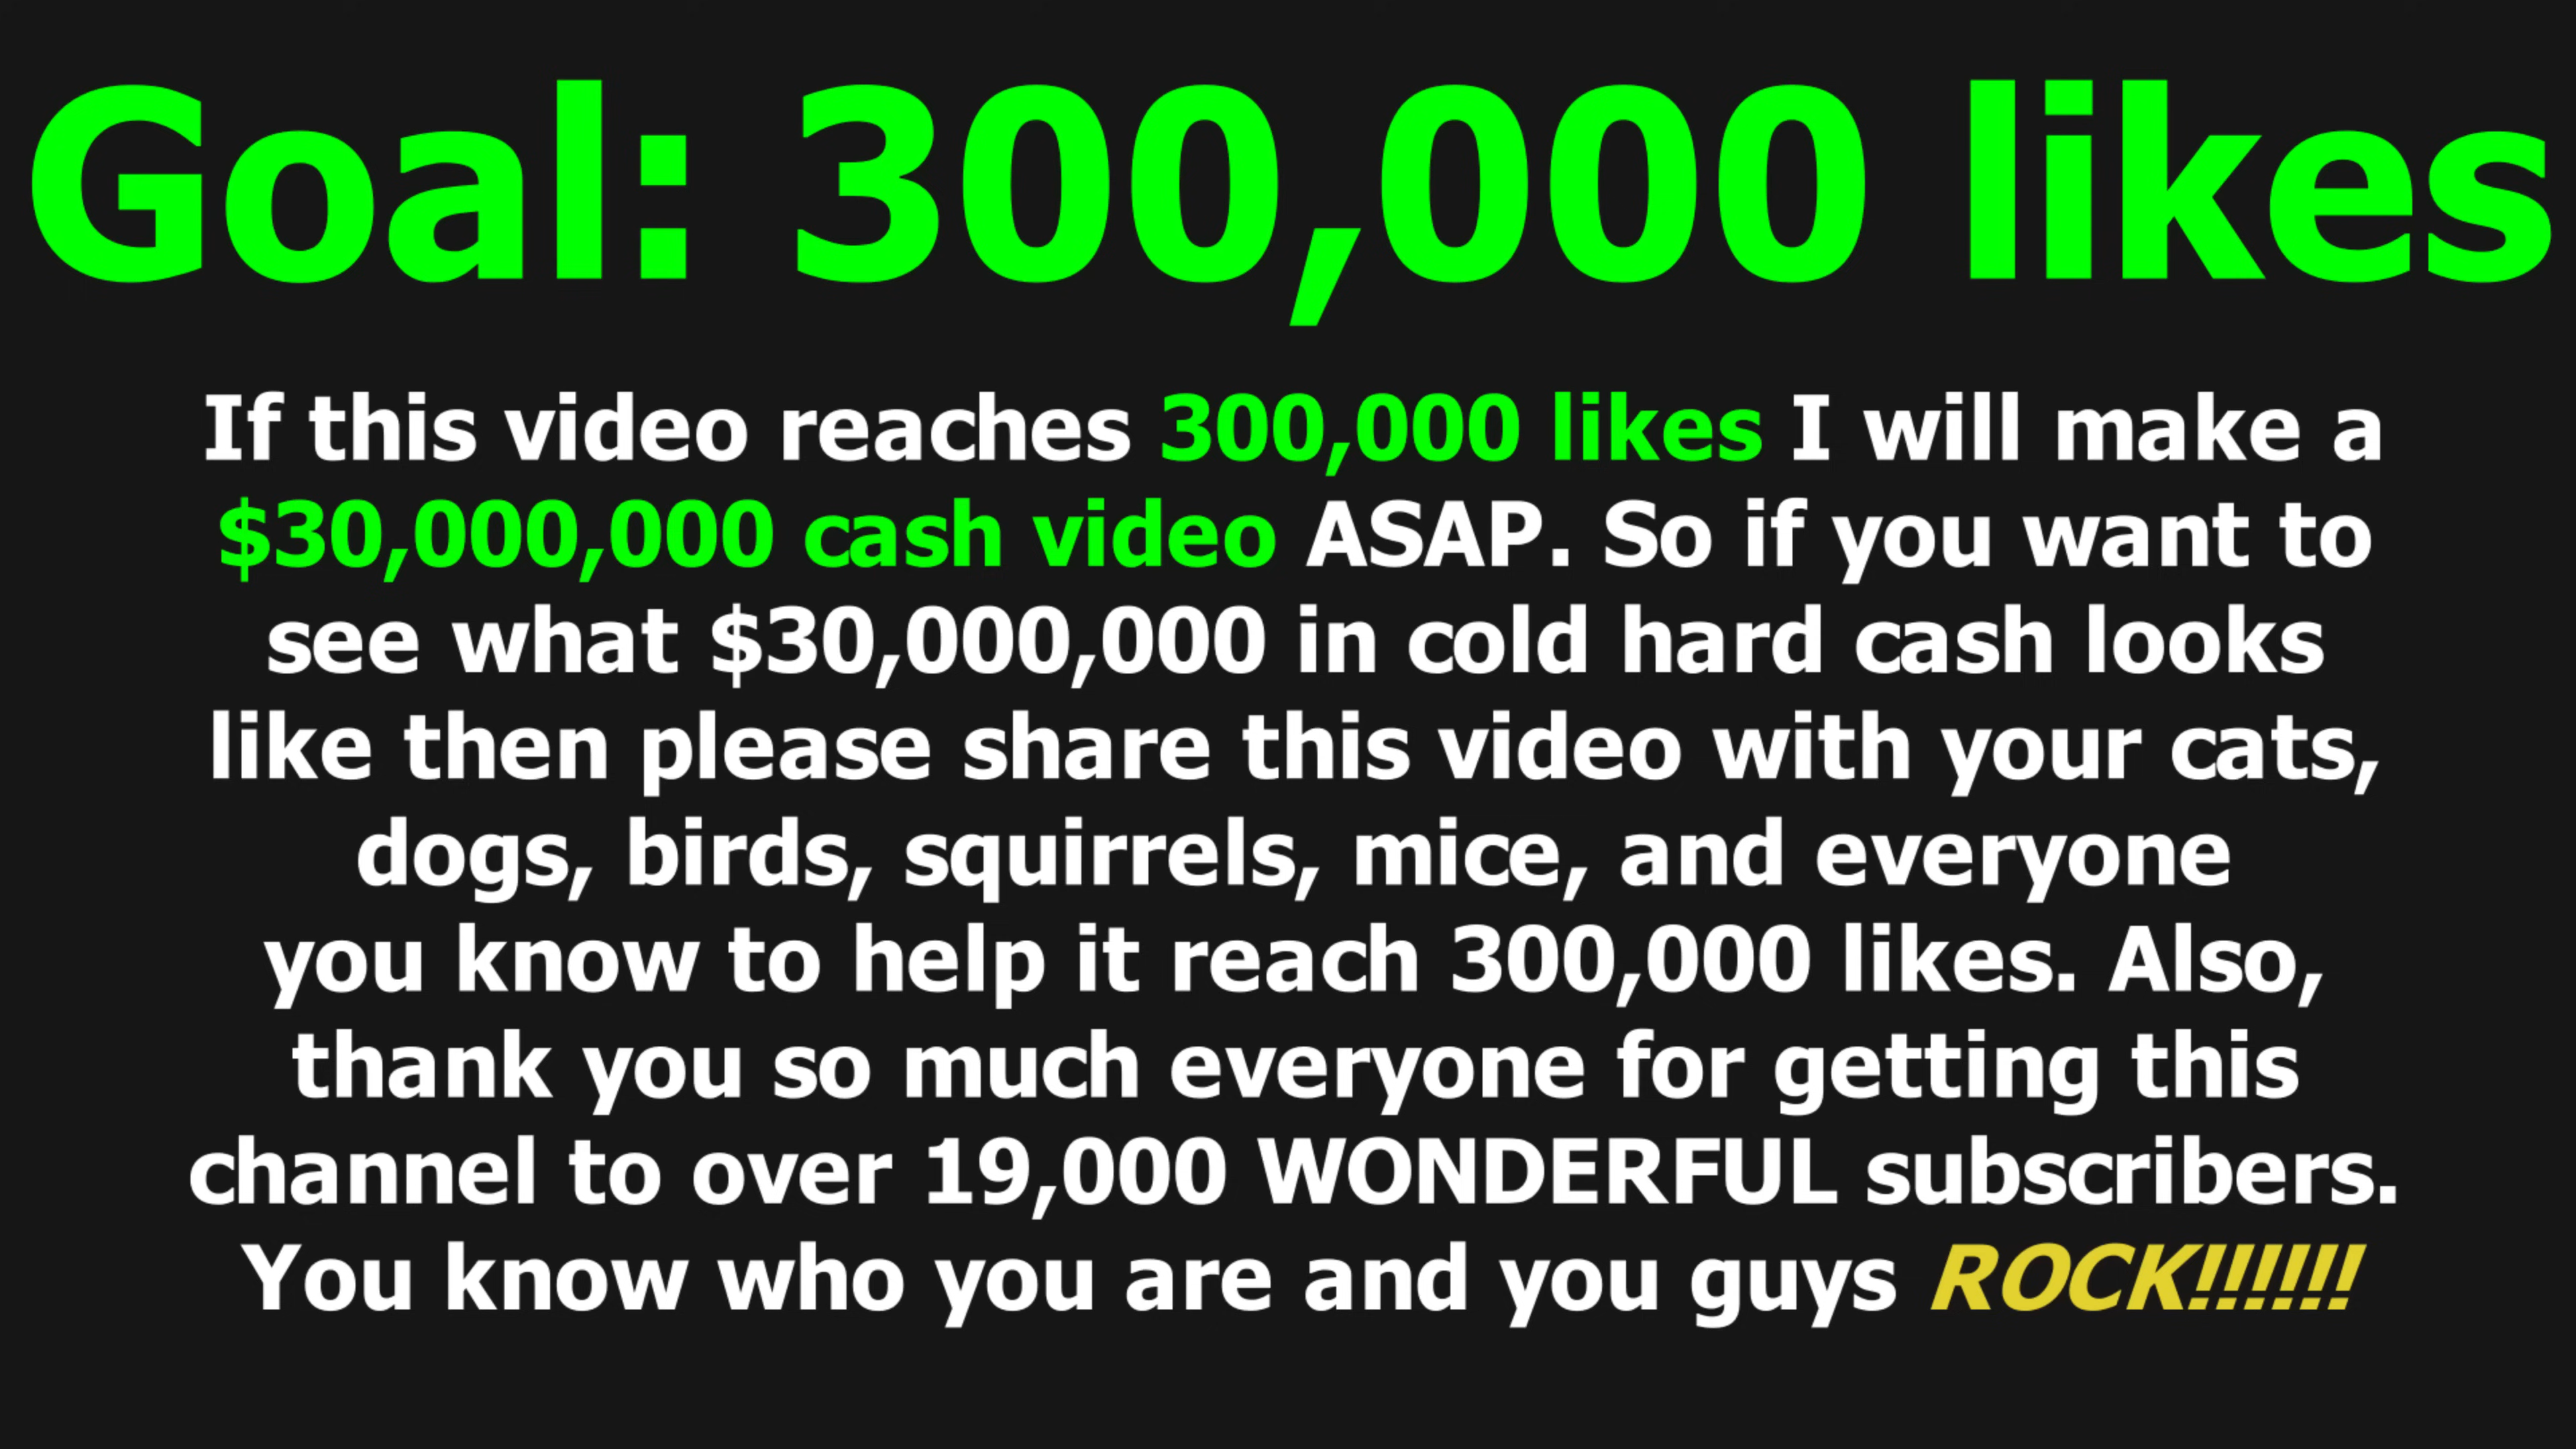 Goal: 300,000 likes
If this video reaches 300,000 likes I will make a
$30,000,000 cash video ASAP. So if you want to
see what $30,000,000 in cold hard cash looks
like then please share this video with your cats,
dogs, birds, squirrels, mice, and everyone
you know to help it reach 300,000 likes. Also,
thank you so much everyone for getting this
channel to over 19,000 WONDERFUL subscribers.
You know who you are and you guys ROCK!!!!!!